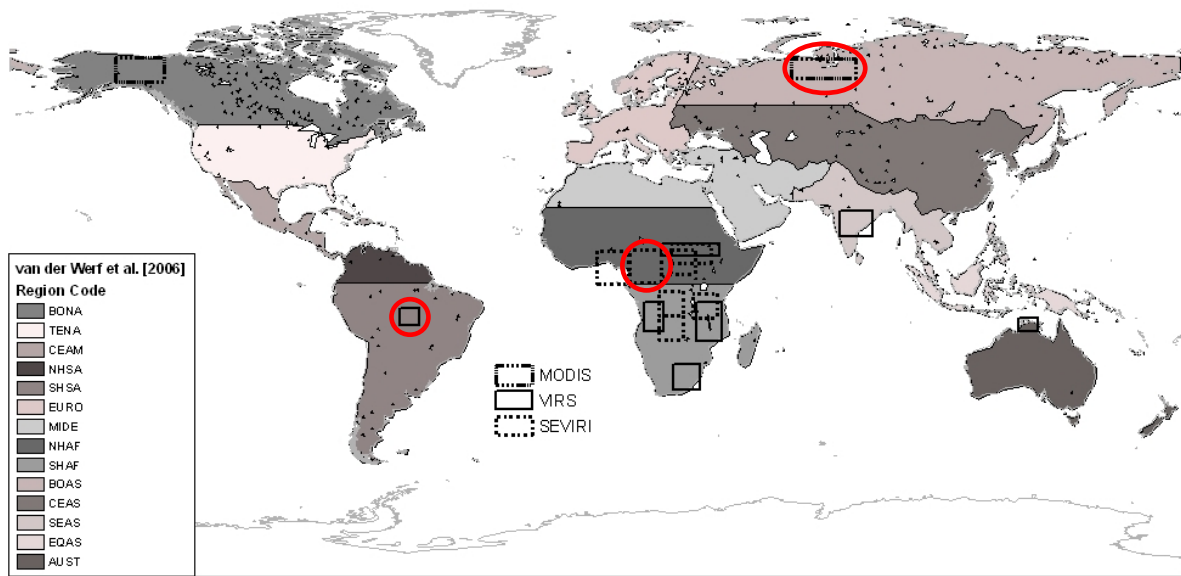 van der Werf et al. [2006]
Region Code
BONA
TENA
CEAM
NHSA
SHSA
EURO
MIDE
NHAF
SHAF
BOAS
CEAS
SEAS
EQAS
AUST
MODIS
VIRS
SEVIRI